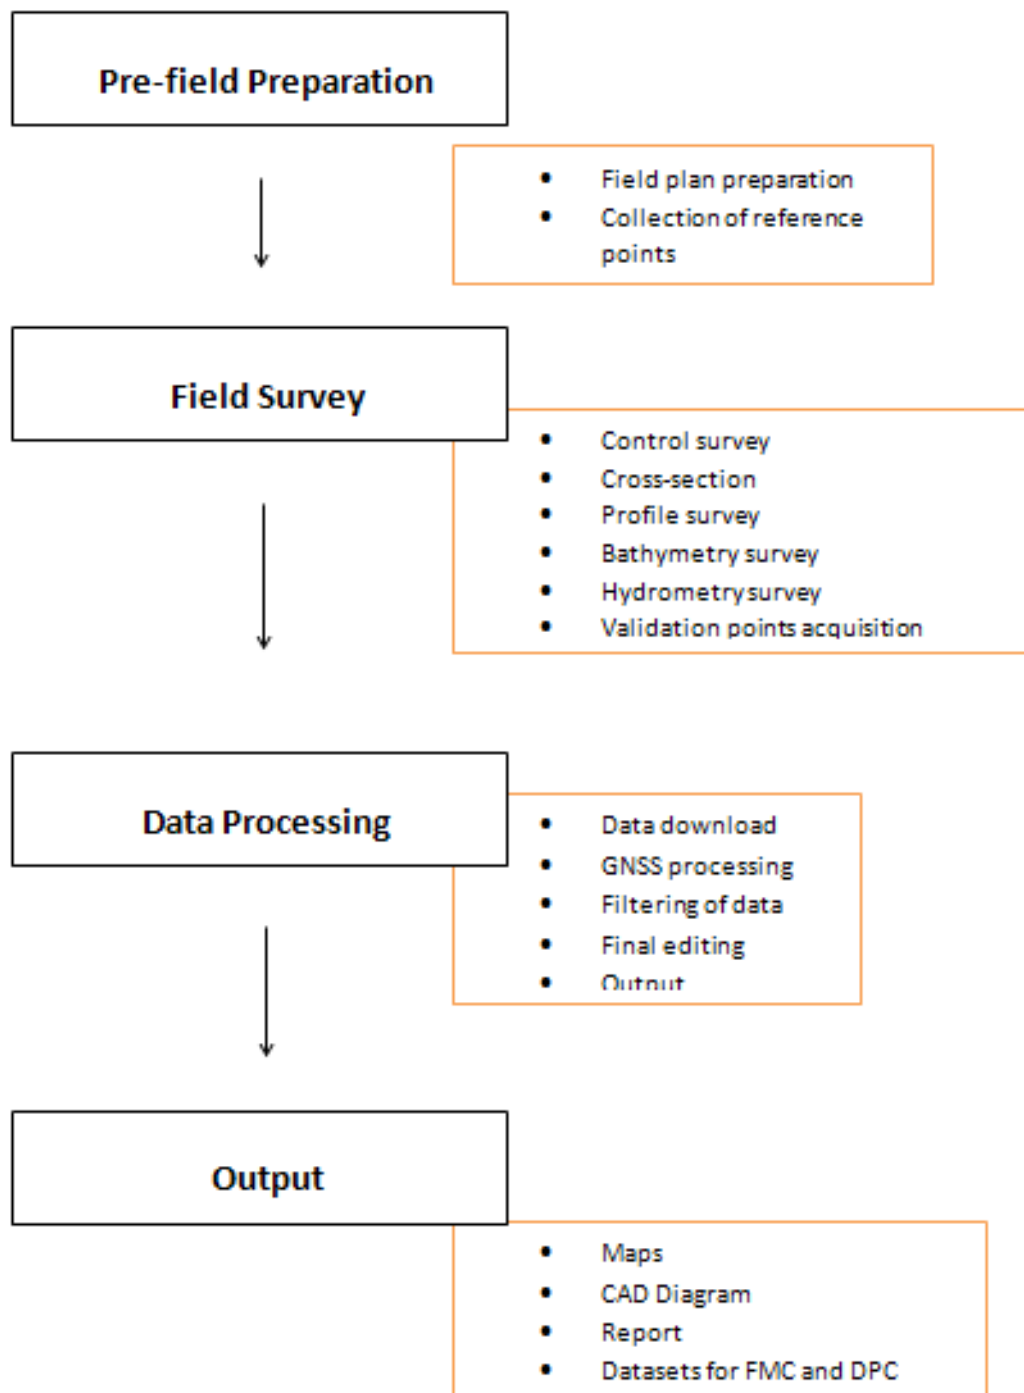 Pre-field Preparation
• Field plan preparation
• Collection of reference
points
Field Survey
• Control survey
• Cross-section
• Profile survey
• Bathymetry survey
• Hydrometry survey
• Validation points acquisition
Data Processing
• Data download
• GNSS processing
• Filtering of data
• Final editing
• Output
Output
• Maps
• CAD Diagram
• Report
• Datasets for FMC and DPC